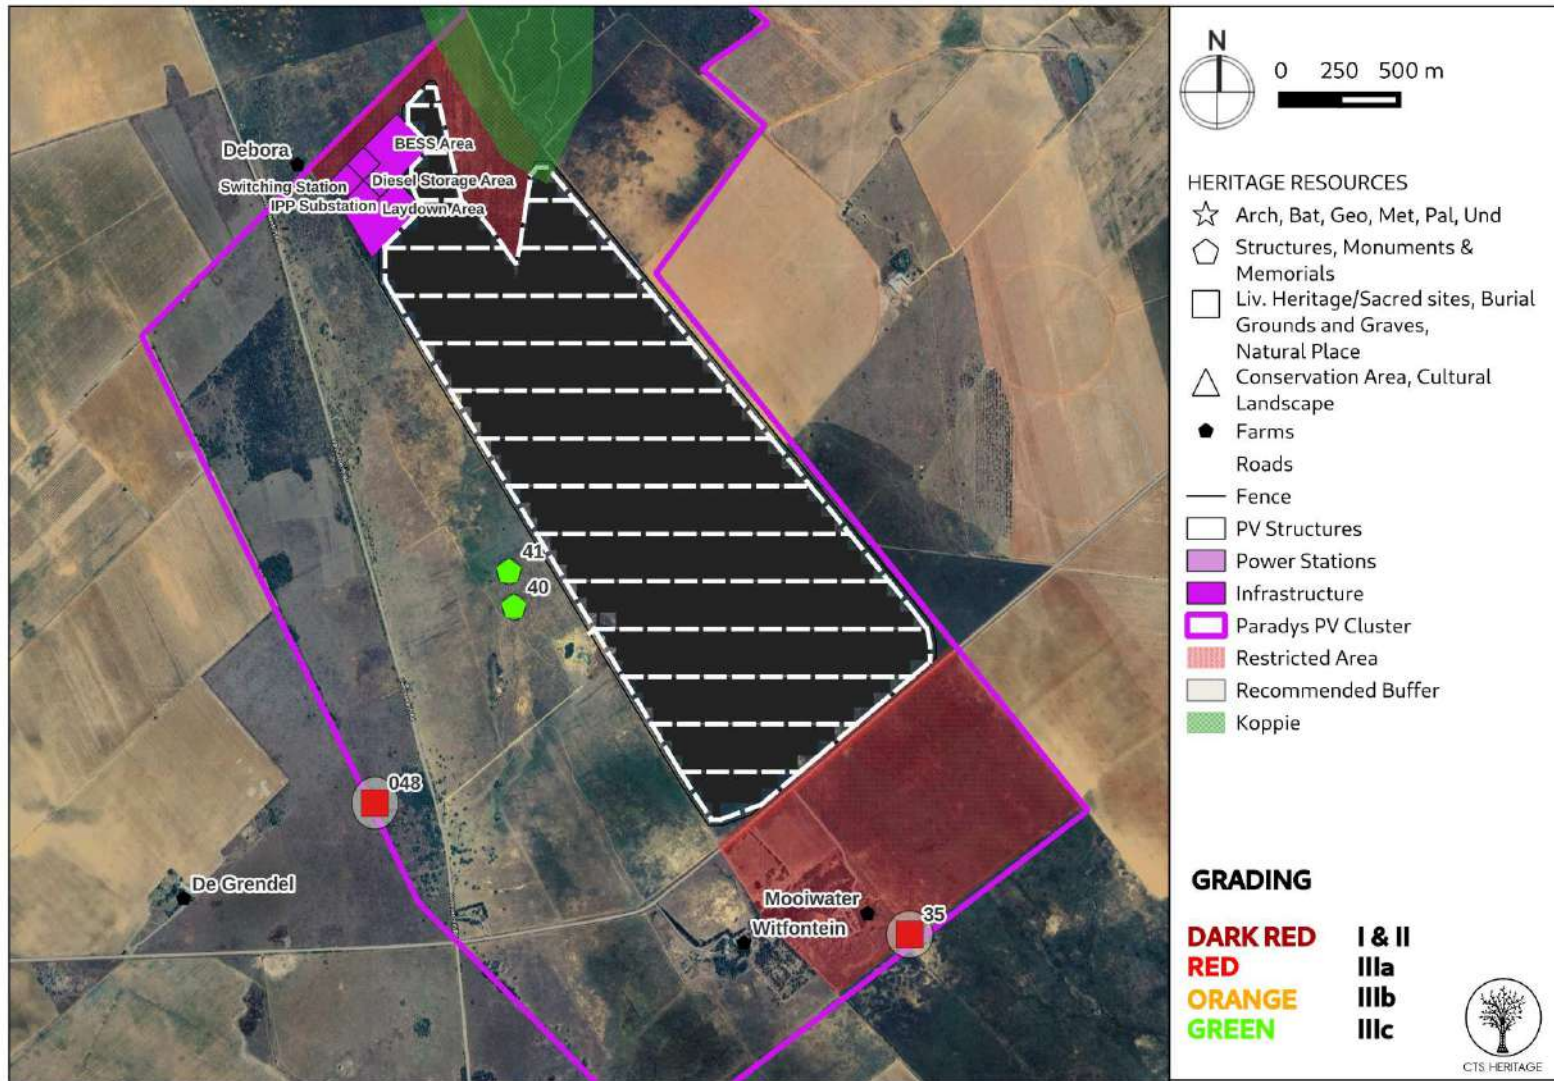 Debora
BESS Area
Switching Station
Diesel Storage Area
IPP Substation
Laydown Area
41
40
048
De Grendel
Mooiwater
Witfontein
35
N
0 250 500 m
HERITAGE RESOURCES
Arch, Bat, Geo, Met, Pal, Und
Structures, Monuments &
Memorials
Liv. Heritage/Sacred sites, Burial
Grounds and Graves,
Natural Place
Conservation Area, Cultural
Landscape
Farms
Roads
Fence
PV Structures
Power Stations
Infrastructure
Paradys PV Cluster
Restricted Area
Recommended Buffer
Koppie
GRADING
DARK RED I & II
RED IIIa
ORANGE IIIb
GREEN IIIc
CTS HERITAGE